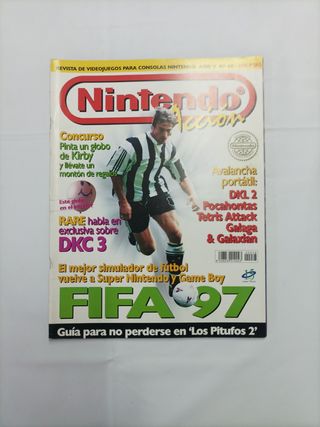 REVISTA DE VIDEOJUEGOS PARA CONSOLAS NINTENDO
Nintendo
Acción
Concurso
Pinta un globo
de Kirby
y llévate un
montón de regalos
RARE habla en
exclusiva sobre
DKC 3
Avalancha
portátil:
DKL 2
Pocahontas
Tetris Attack
Galaga
& Galaxian
El mejor simulador de fútbol
vuelve a Super Nintendo y Game Boy
FIFA '97
Guía para no perderse en 'Los Pitufos 2'